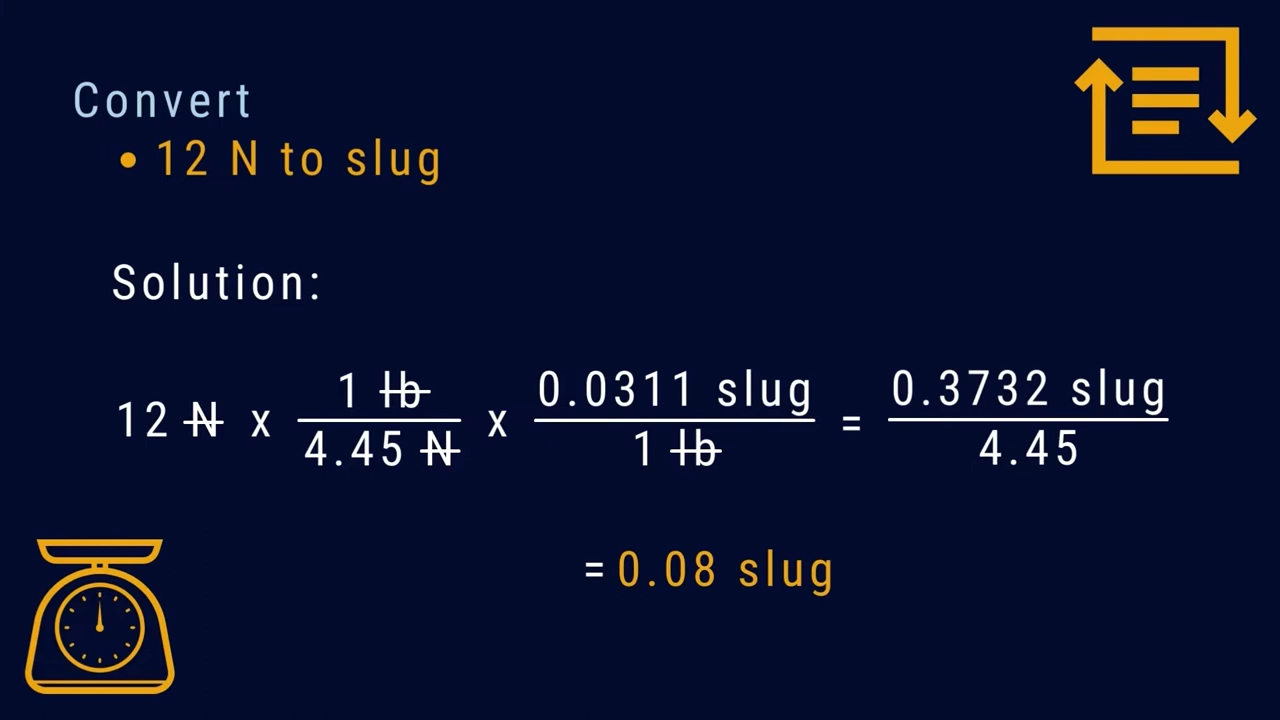 Convert
• 12 N to slug
Solution:
12 N x 1 lb / 4.45 N x 0.0311 slug / 1 lb = 0.3732 slug / 4.45
= 0.08 slug